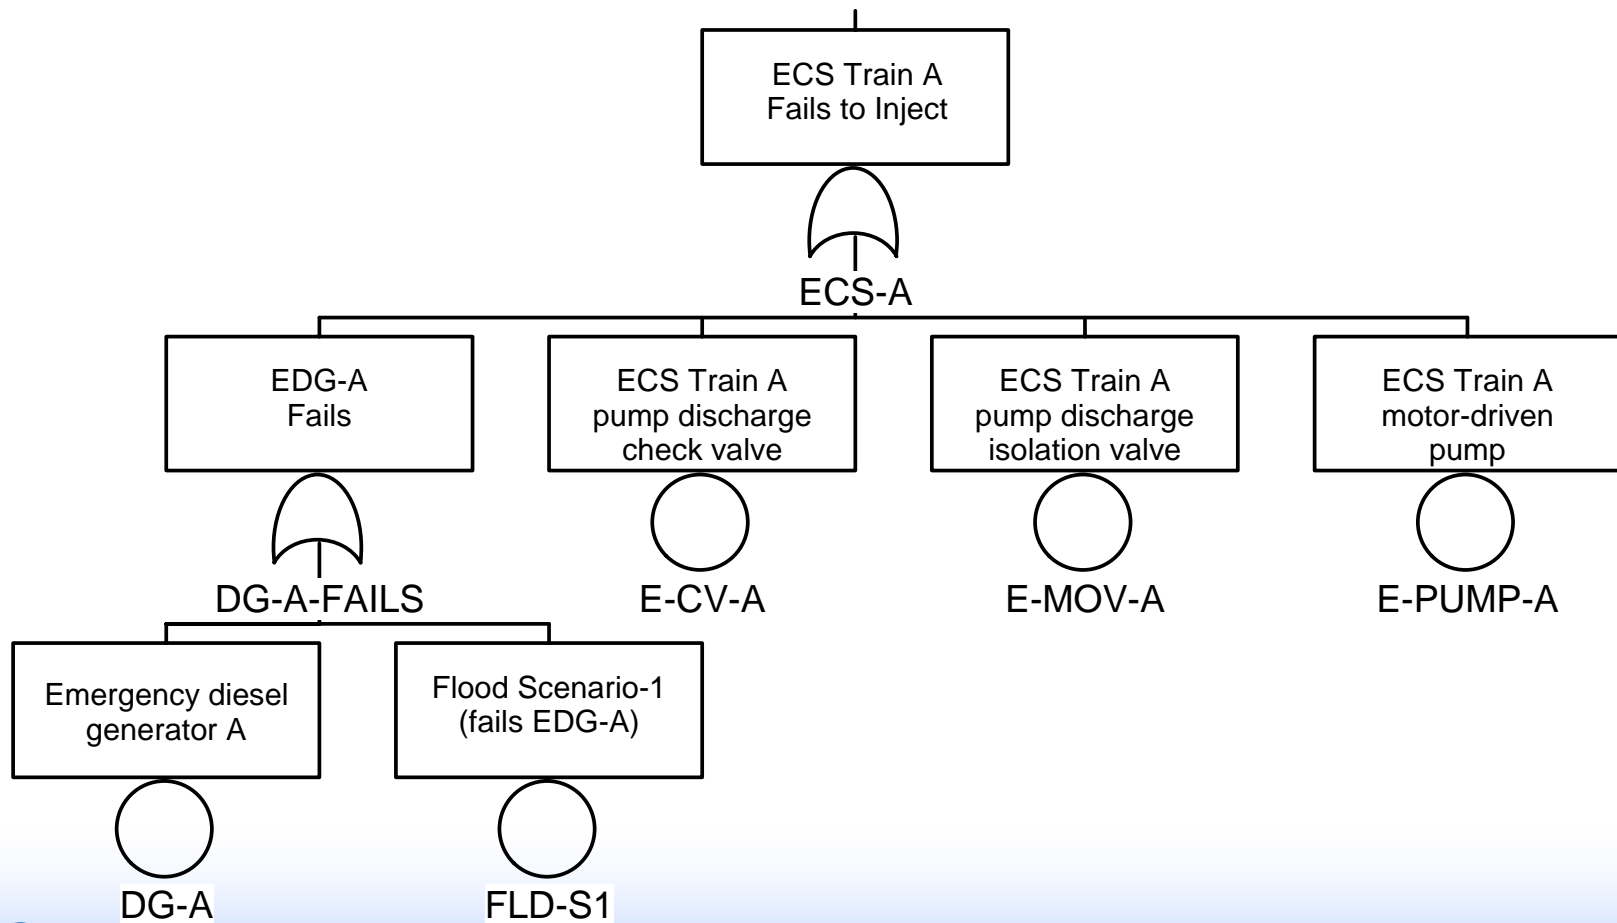 ECS Train A
Fails to Inject
ECS-A
EDG-A
Fails
ECS Train A
pump discharge
check valve
ECS Train A
pump discharge
isolation valve
ECS Train A
motor-driven
pump
DG-A-FAILS
E-CV-A
E-MOV-A
E-PUMP-A
Emergency diesel
generator A
Flood Scenario-1
(fails EDG-A)
DG-A
FLD-S1